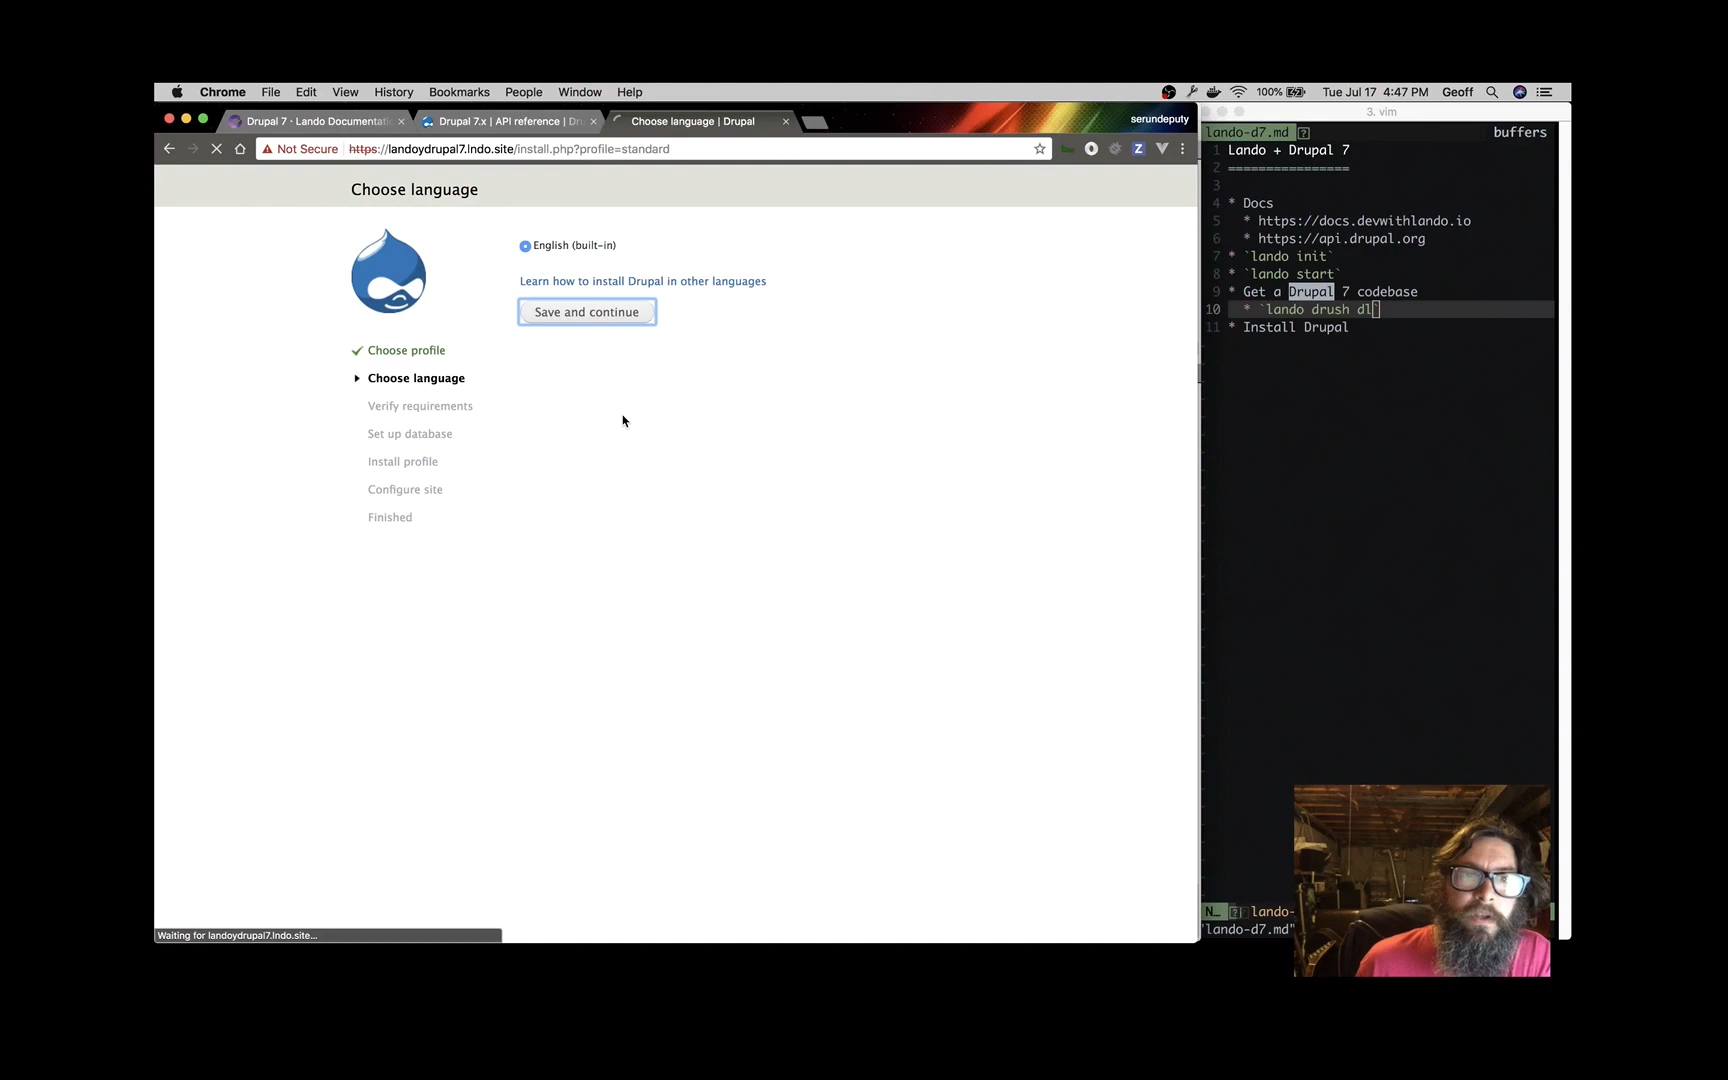 Chrome File Edit View History Bookmarks People Window Help
100% Tue Jul 17 4:47 PM Geoff
Drupal 7 · Lando Documentatio
Drupal 7.x | API reference | Dru
Choose language | Drupal
serundeputy
Not Secure https://landoydrupal7.lndo.site/install.php?profile=standard
Z
Choose language
English (built-in)
Learn how to install Drupal in other languages
Save and continue
Choose profile
Choose language
Verify requirements
Set up database
Install profile
Configure site
Finished
Waiting for landoydrupal7.lndo.site...
3. vim
lando-d7.md buffers
1 Lando + Drupal 7
2 ================
3
4 * Docs
5 * https://docs.devwithlando.io
6 * https://api.drupal.org
7 * `lando init`
8 * `lando start`
9 * Get a Drupal 7 codebase
10 * `lando drush dl`
11 * Install Drupal
N... lando-
"lando-d7.md"